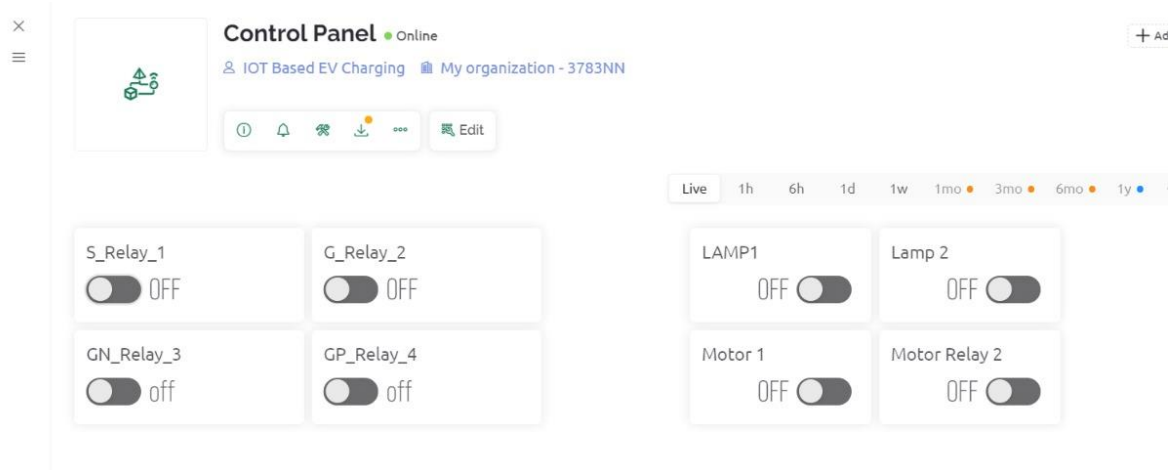 Control Panel Online
IOT Based EV Charging My organization - 3783NN
Edit
Live 1h 6h 1d 1w 1mo 3mo 6mo 1y
S_Relay_1
OFF
G_Relay_2
OFF
LAMP1
OFF
Lamp 2
OFF
GN_Relay_3
off
GP_Relay_4
off
Motor 1
OFF
Motor Relay 2
OFF